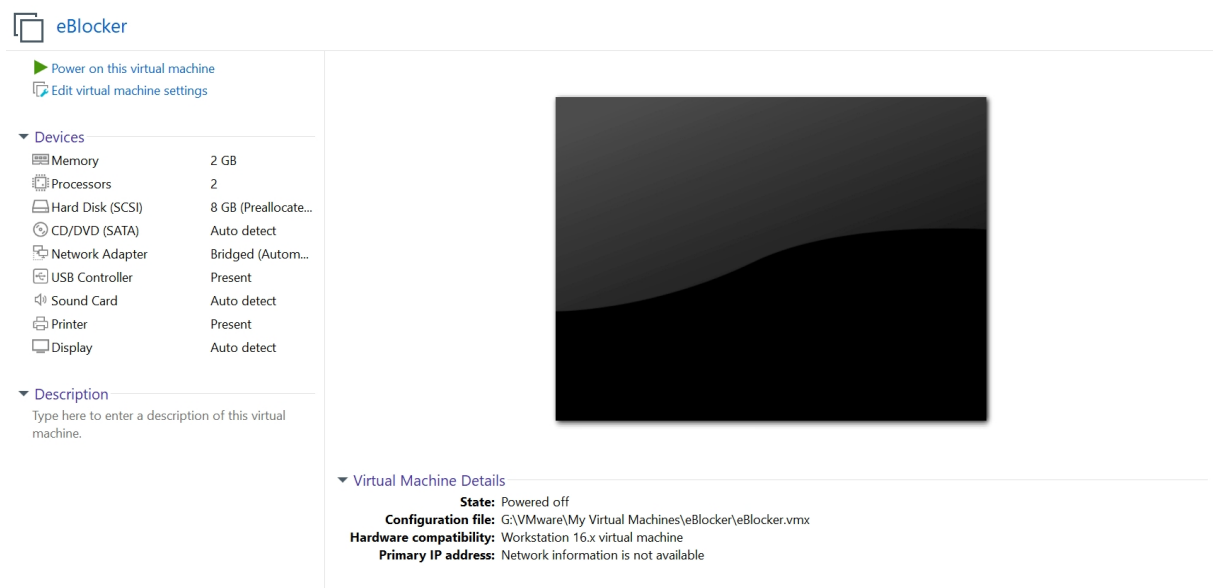 eBlocker
Power on this virtual machine
Edit virtual machine settings
Devices
Memory 2 GB
Processors 2
Hard Disk (SCSI) 8 GB (Preallocate...
CD/DVD (SATA) Auto detect
Network Adapter Bridged (Autom...
USB Controller Present
Sound Card Auto detect
Printer Present
Display Auto detect
Description
Type here to enter a description of this virtual
machine.
Virtual Machine Details
State: Powered off
Configuration file: G:\VMware\My Virtual Machines\eBlocker\eBlocker.vmx
Hardware compatibility: Workstation 16.x virtual machine
Primary IP address: Network information is not available